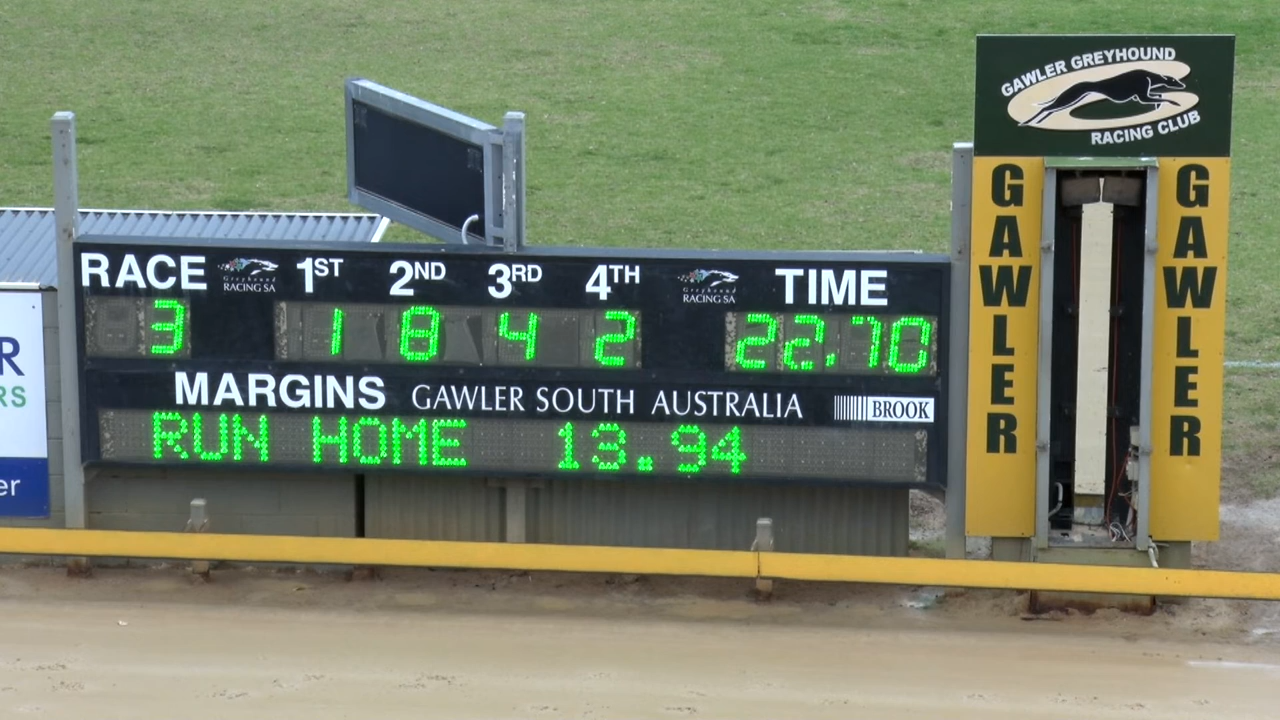 GAWLER GREYHOUND
RACING CLUB
GAWLER
GAWLER
RACE
Greyhound
RACING SA
1ST
2ND
3RD
4TH
Greyhound
RACING SA
TIME
3
1
8
4
2
22.70
MARGINS
GAWLER SOUTH AUSTRALIA
BROOK
RUN HOME 13.94
R
RS
er